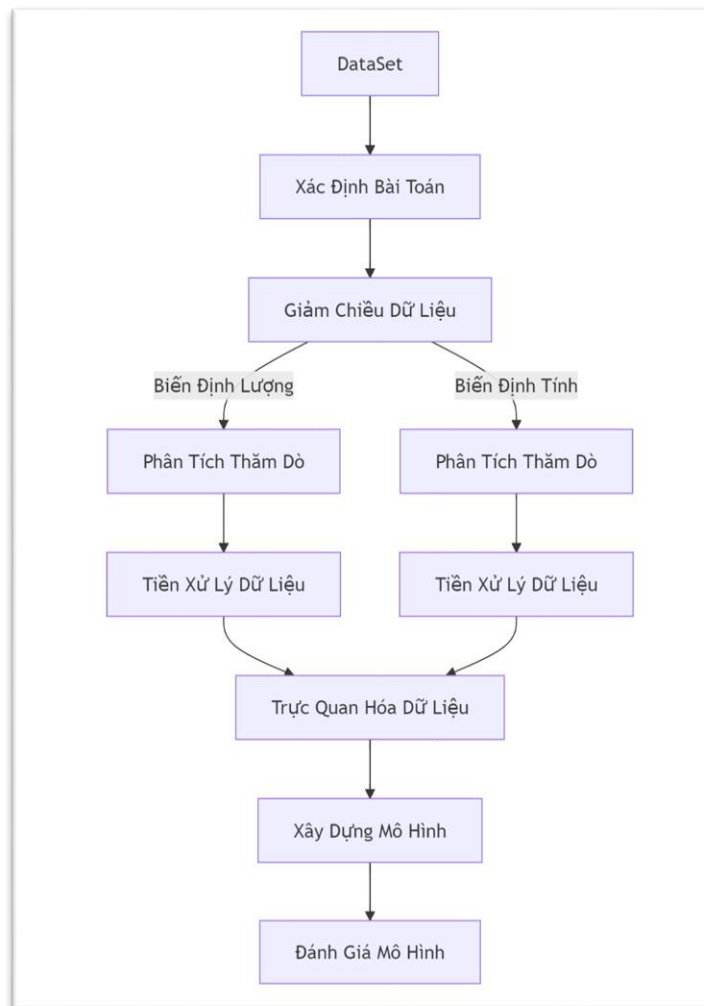 DataSet
Xác Định Bài Toán
Giảm Chiều Dữ Liệu
Biến Định Lượng
Biến Định Tính
Phân Tích Thăm Dò
Phân Tích Thăm Dò
Tiền Xử Lý Dữ Liệu
Tiền Xử Lý Dữ Liệu
Trực Quan Hóa Dữ Liệu
Xây Dựng Mô Hình
Đánh Giá Mô Hình